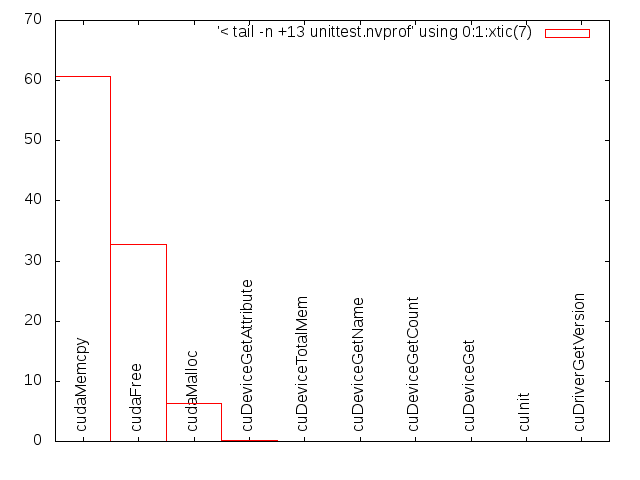 '< tail -n +13 unittest.nvprof' using 0:1:xtic(7)
70
60
50
40
30
20
10
0
cudaMemcpy
cudaFree
cudaMalloc
cuDeviceGetAttribute
cuDeviceTotalMem
cuDeviceGetName
cuDeviceGetCount
cuDeviceGet
cuInit
cuDriverGetVersion